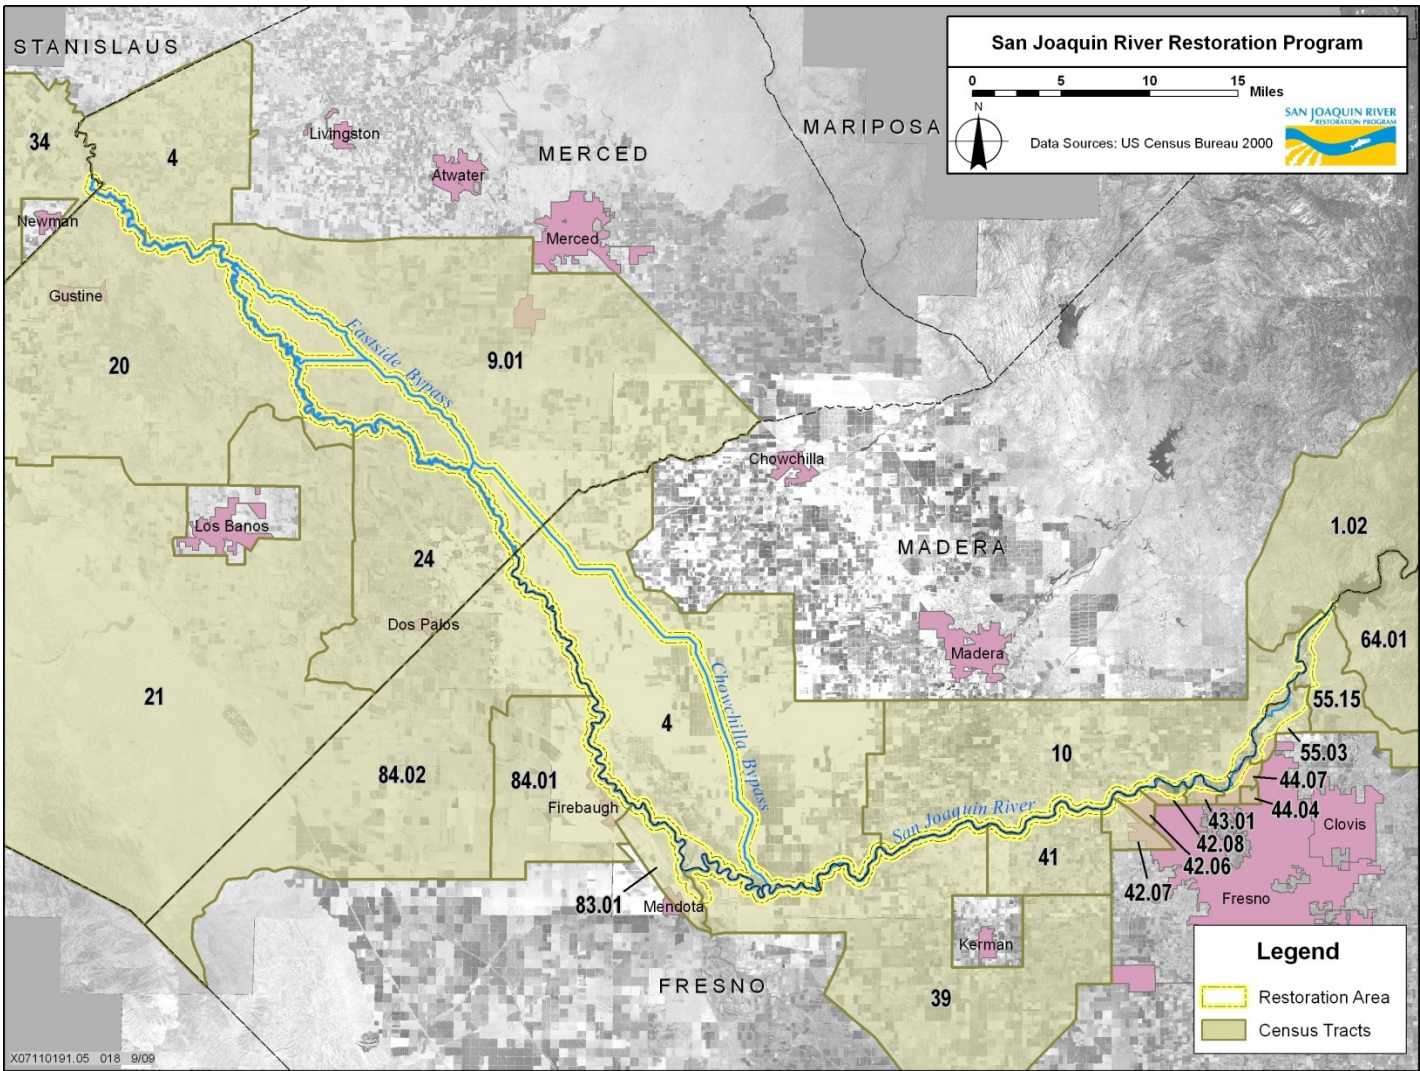 San Joaquin River Restoration Program
0 5 10 15 Miles
N
Data Sources: US Census Bureau 2000
SAN JOAQUIN RIVER
RESTORATION PROGRAM
STANISLAUS
MARIPOSA
MERCED
Livingston
Atwater
Merced
34
4
Newman
Gustine
20
Eastside Bypass
9.01
Chowchilla
Los Banos
24
MADERA
1.02
Dos Palos
Madera
64.01
21
55.15
4
Chowchilla Bypass
10
55.03
84.02
84.01
44.07
Firebaugh
San Joaquin River
44.04
43.01
Clovis
42.08
41
42.06
42.07
83.01
Mendota
Fresno
Kerman
FRESNO
39
Legend
Restoration Area
Census Tracts
X07110191.05 018 9/09